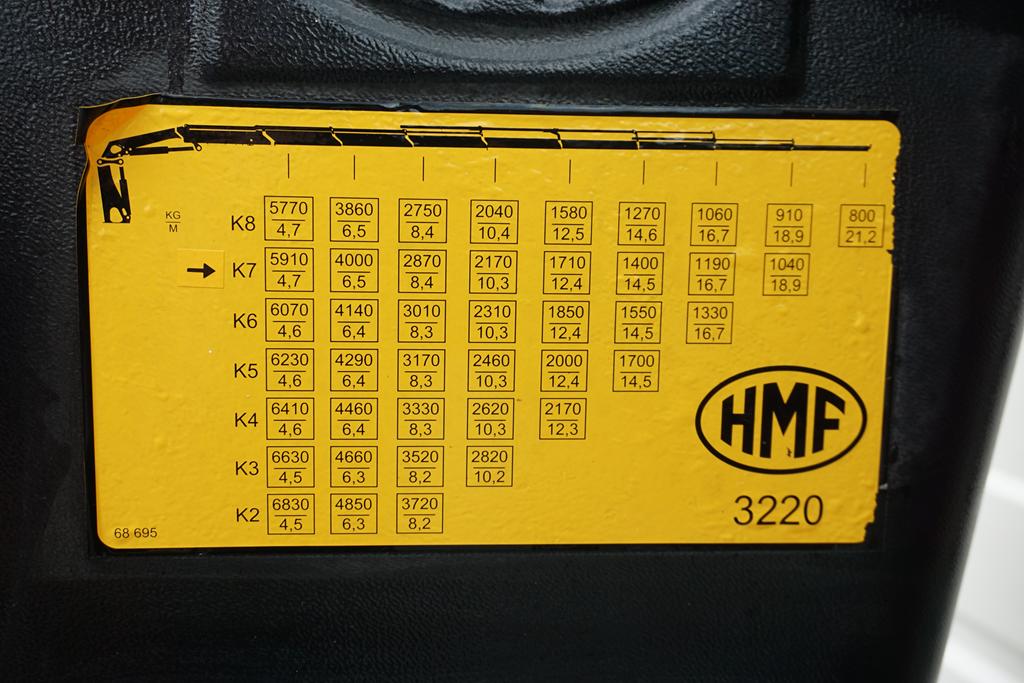 KG
M
K8 5770 3860 2750 2040 1580 1270 1060 910 800
4,7 6,5 8,4 10,4 12,5 14,6 16,7 18,9 21,2
K7 5910 4000 2870 2170 1710 1400 1190 1040
4,7 6,5 8,4 10,3 12,4 14,5 16,7 18,9
K6 6070 4140 3010 2310 1850 1550 1330
4,6 6,4 8,3 10,3 12,4 14,5 16,7
K5 6230 4290 3170 2460 2000 1700
4,6 6,4 8,3 10,3 12,4 14,5
K4 6410 4460 3330 2620 2170
4,6 6,4 8,3 10,3 12,3
K3 6630 4660 3520 2820
4,5 6,3 8,2 10,2
K2 6830 4850 3720
4,5 6,3 8,2
HMF
3220
68 695